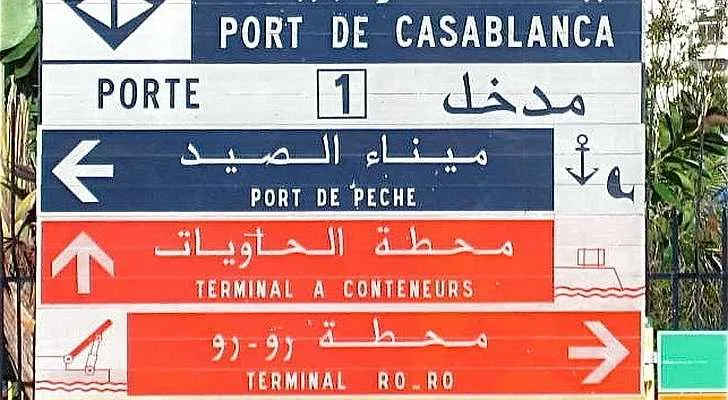 PORT DE CASABLANCA
PORTE 1 مدخل
ميناء الصيد
PORT DE PECHE
محطة الحاويات
TERMINAL A CONTENEURS
محطة رو-رو
TERMINAL RO_RO